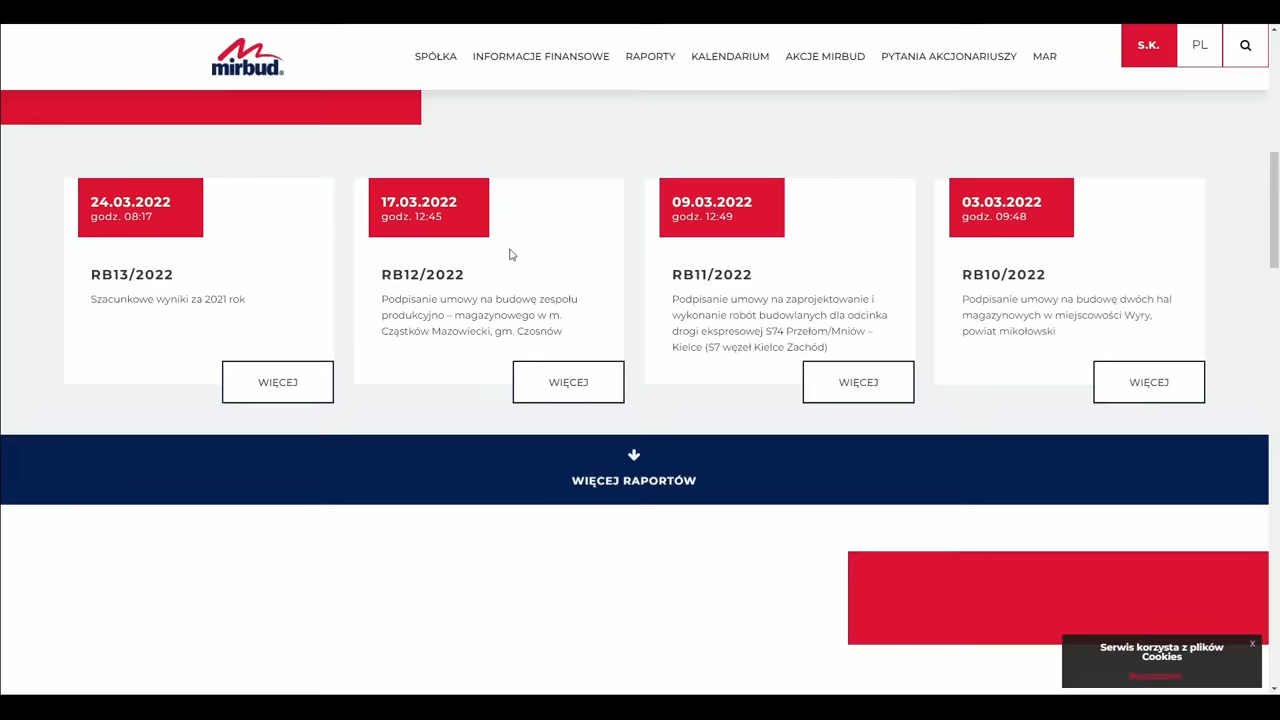 mirbud
SPÓŁKA INFORMACJE FINANSOWE RAPORTY KALENDARIUM AKCJE MIRBUD PYTANIA AKCJONARIUSZY MAR
S.K. PL
24.03.2022
godz. 08:17
RB13/2022
Szacunkowe wyniki za 2021 rok
WIĘCEJ
17.03.2022
godz. 12:45
RB12/2022
Podpisanie umowy na budowę zespołu
produkcyjno – magazynowego w m.
Cząstków Mazowiecki, gm. Czosnów
WIĘCEJ
09.03.2022
godz. 12:49
RB11/2022
Podpisanie umowy na zaprojektowanie i
wykonanie robót budowlanych dla odcinka
drogi ekspresowej S74 Przełom/Mniów –
Kielce (S7 węzeł Kielce Zachód)
WIĘCEJ
03.03.2022
godz. 09:48
RB10/2022
Podpisanie umowy na budowę dwóch hal
magazynowych w miejscowości Wyry,
powiat mikołowski
WIĘCEJ
WIĘCEJ RAPORTÓW
Serwis korzysta z plików
Cookies
X